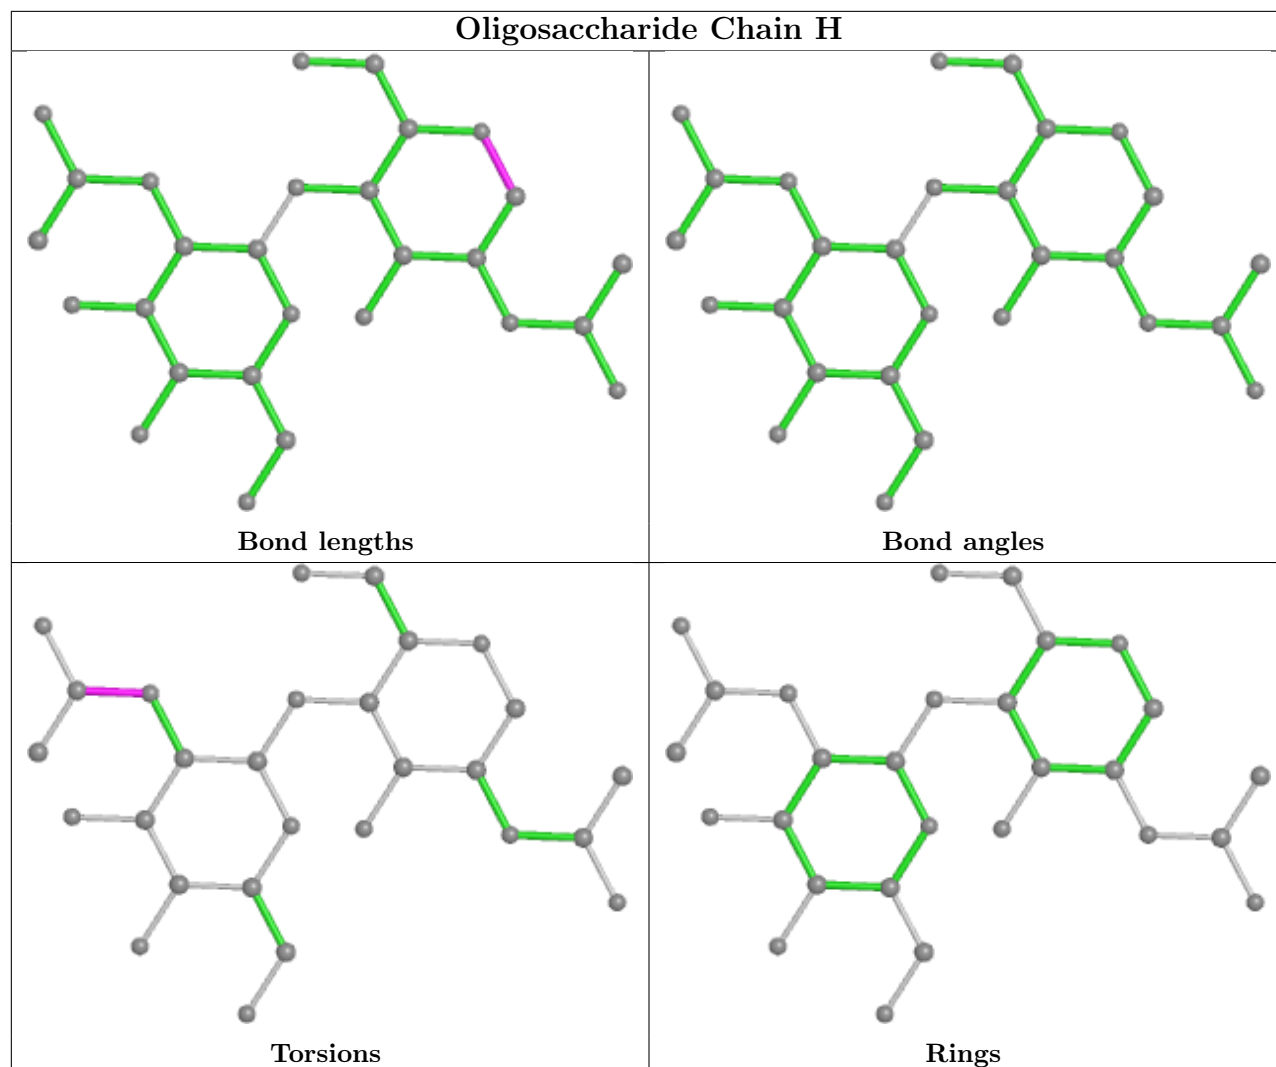 Oligosaccharide Chain H
Bond lengths
Bond angles
Torsions
Rings